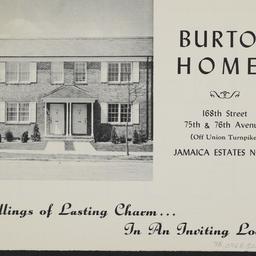 BURTO
HOME
168th Street
75th & 76th Avenu
(Off Union Turnpike
JAMAICA ESTATES N
llings of Lasting Charm...
In An Inviting Lo